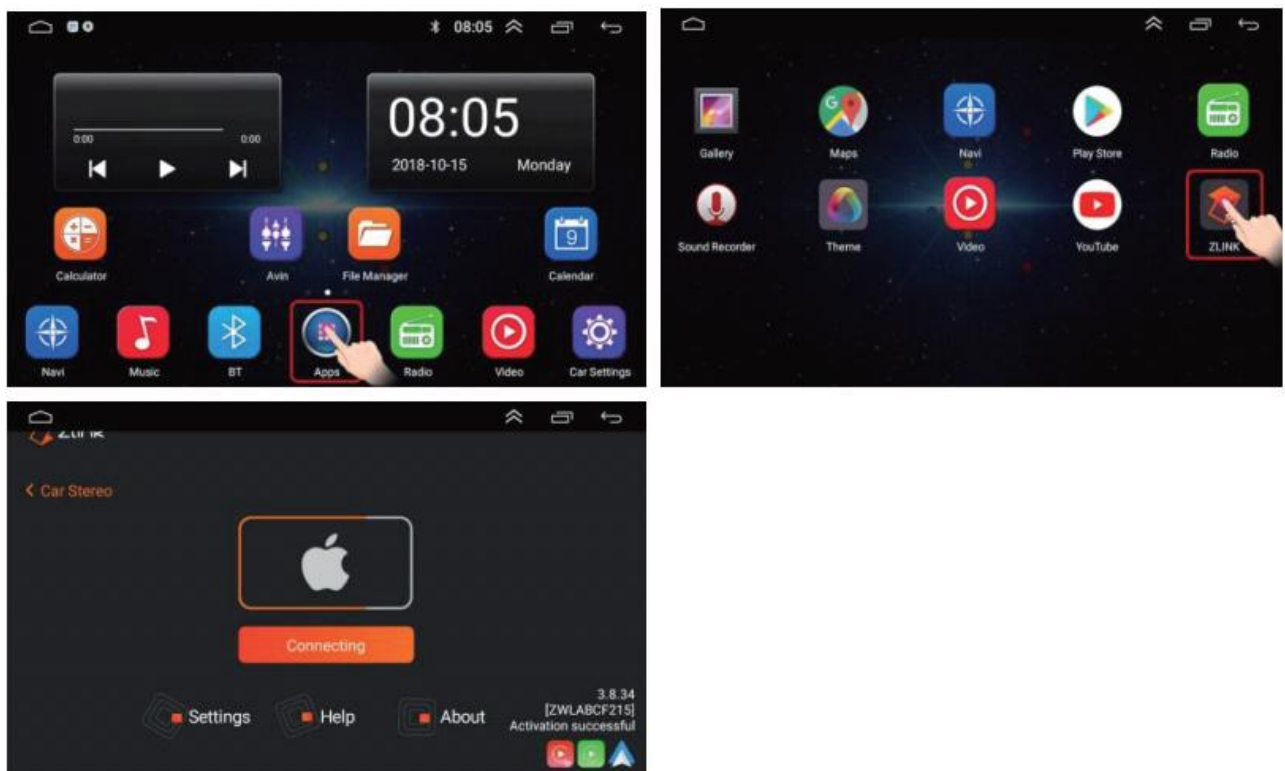 08:05
0:00 0:00
08:05
2018-10-15 Monday
Calculator Avin File Manager Calendar
9
Navi Music BT Apps Radio Video Car Settings
Gallery Maps Navi Play Store Radio
Sound Recorder Theme Video YouTube ZLINK
Zlink
Car Stereo
Connecting
Settings Help About
3.8.34
[ZWLABCF215]
Activation successful